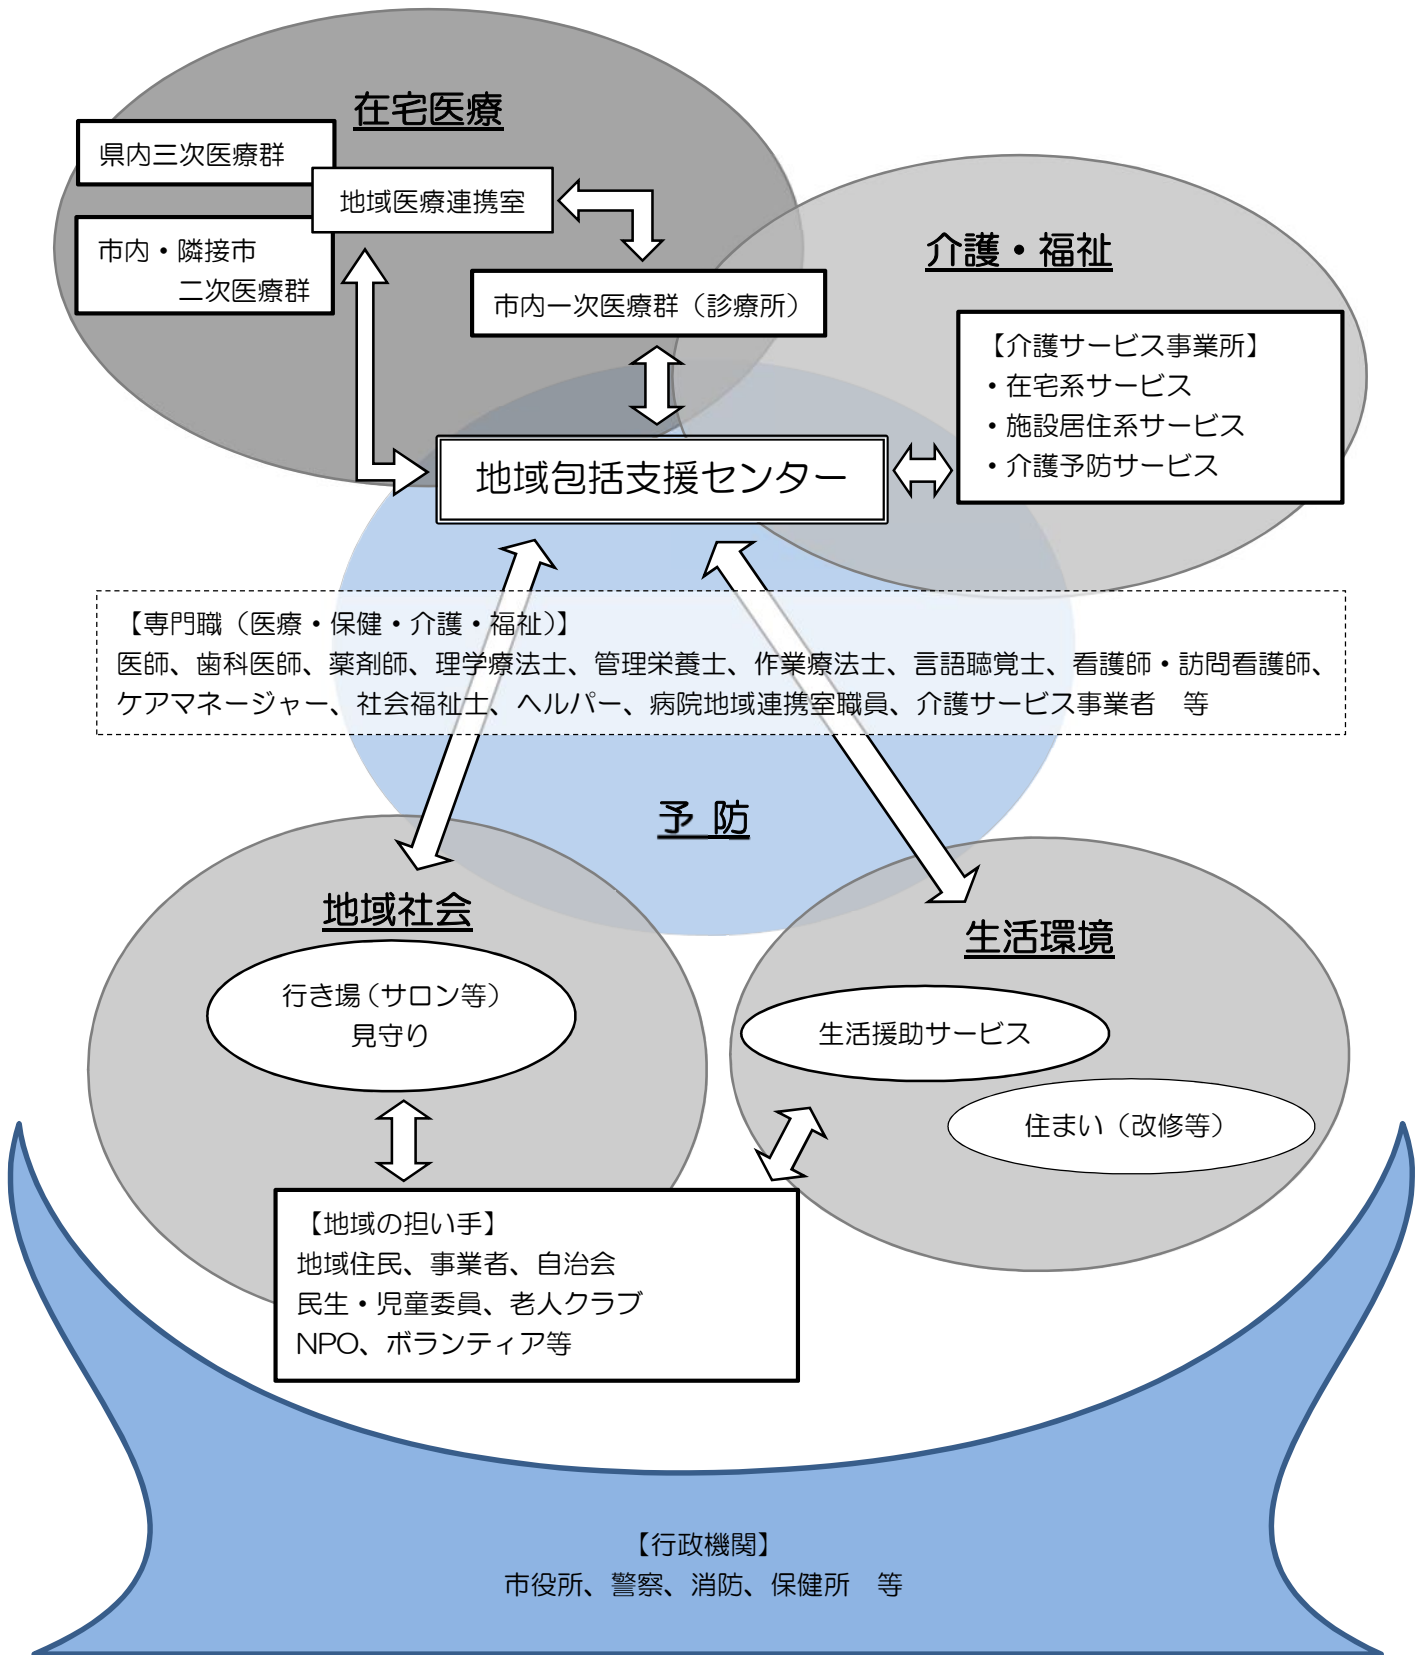 在宅医療
県内三次医療群
地域医療連携室
市内・隣接市
二次医療群
市内一次医療群（診療所）
介護・福祉
【介護サービス事業所】
・在宅系サービス
・施設居住系サービス
・介護予防サービス
地域包括支援センター
【専門職（医療・保健・介護・福祉）】
医師、歯科医師、薬剤師、理学療法士、管理栄養士、作業療法士、言語聴覚士、看護師・訪問看護師、
ケアマネージャー、社会福祉士、ヘルパー、病院地域連携室職員、介護サービス事業者　等
予 防
地域社会
行き場（サロン等）
見守り
生活環境
生活援助サービス
住まい（改修等）
【地域の担い手】
地域住民、事業者、自治会
民生・児童委員、老人クラブ
NPO、ボランティア等
【行政機関】
市役所、警察、消防、保健所　等